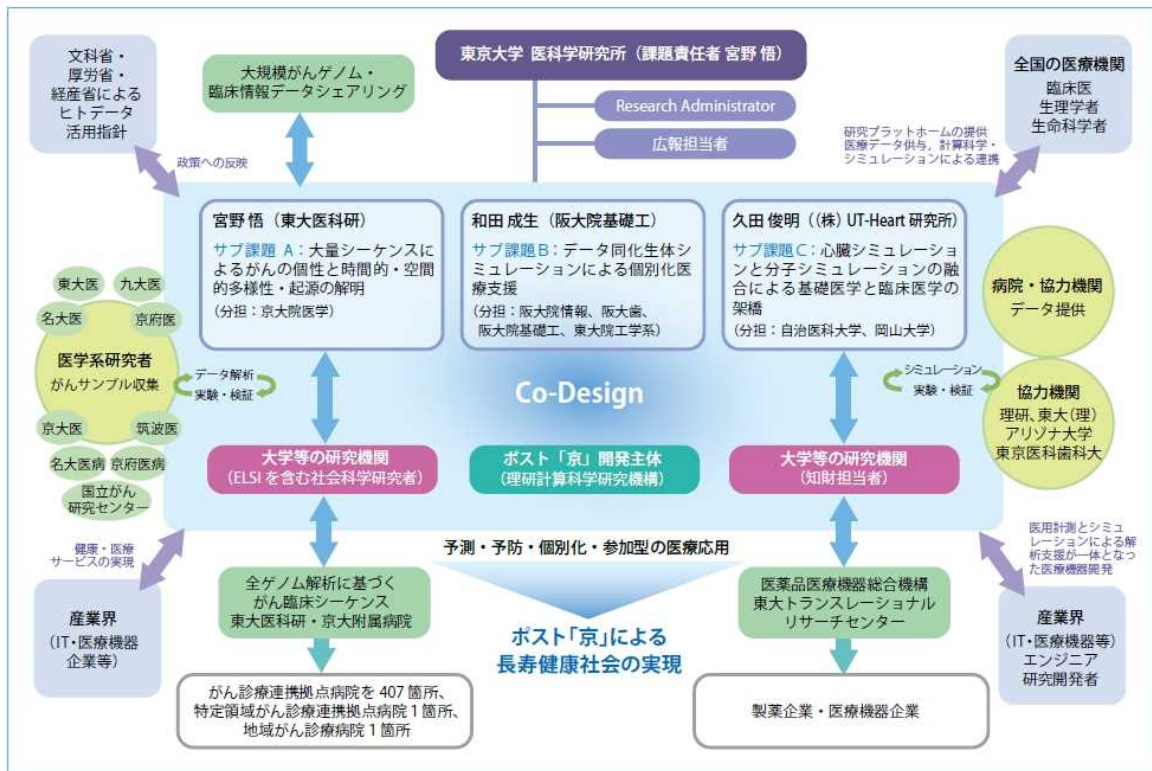 文科省・
厚労省・
経産省による
ヒトデータ
活用指針
大規模がんゲノム・
臨床情報データシェアリング
東京大学 医科学研究所（課題責任者 宮野 悟）
Research Administrator
広報担当者
全国の医療機関
臨床医
生理学者
生命科学者
政策への反映
研究プラットホームの提供
医療データ供与，計算科学・
シミュレーションによる連携
宮野 悟（東大医科研）
サブ課題 A：大量シーケンスに
よるがんの個性と時間的・空間
的多様性・起源の解明
（分担：京大院医学）
和田 成生（阪大院基礎工）
サブ課題B：データ同化生体シ
ミュレーションによる個別化医
療支援
（分担：阪大院情報、阪大歯、
阪大院基礎工、東大院工学系）
久田 俊明（（株）UT-Heart 研究所）
サブ課題C：心臓シミュレーショ
ンと分子シミュレーションの融
合による基礎医学と臨床医学の
架橋
（分担：自治医科大学、岡山大学）
東大医
九大医
名大医
京府医
医学系研究者
がんサンプル収集
京大医
筑波医
名大医病
京府医病
国立がん
研究センター
データ解析
実験・検証
Co-Design
シミュレーション
実験・検証
病院・協力機関
データ提供
協力機関
理研、東大（理）
アリゾナ大学
東京医科歯科大
大学等の研究機関
（ELSIを含む社会科学研究者）
ポスト「京」開発主体
（理研計算科学研究機構）
大学等の研究機関
（知財担当者）
健康・医療
サービスの実現
予測・予防・個別化・参加型の医療応用
医用計測とシミュ
レーションによる解
析支援が一体となっ
た医療機器開発
産業界
（IT・医療機器
企業等）
全ゲノム解析に基づく
がん臨床シーケンス
東大医科研・京大附属病院
ポスト「京」による
長寿健康社会の実現
医薬品医療機器総合機構
東大トランスレーショナル
リサーチセンター
産業界
（IT・医療機器等）
エンジニア
研究開発者
がん診療連携拠点病院を 407 箇所、
特定領域がん診療連携拠点病院 1 箇所、
地域がん診療病院 1 箇所
製薬企業・医療機器企業